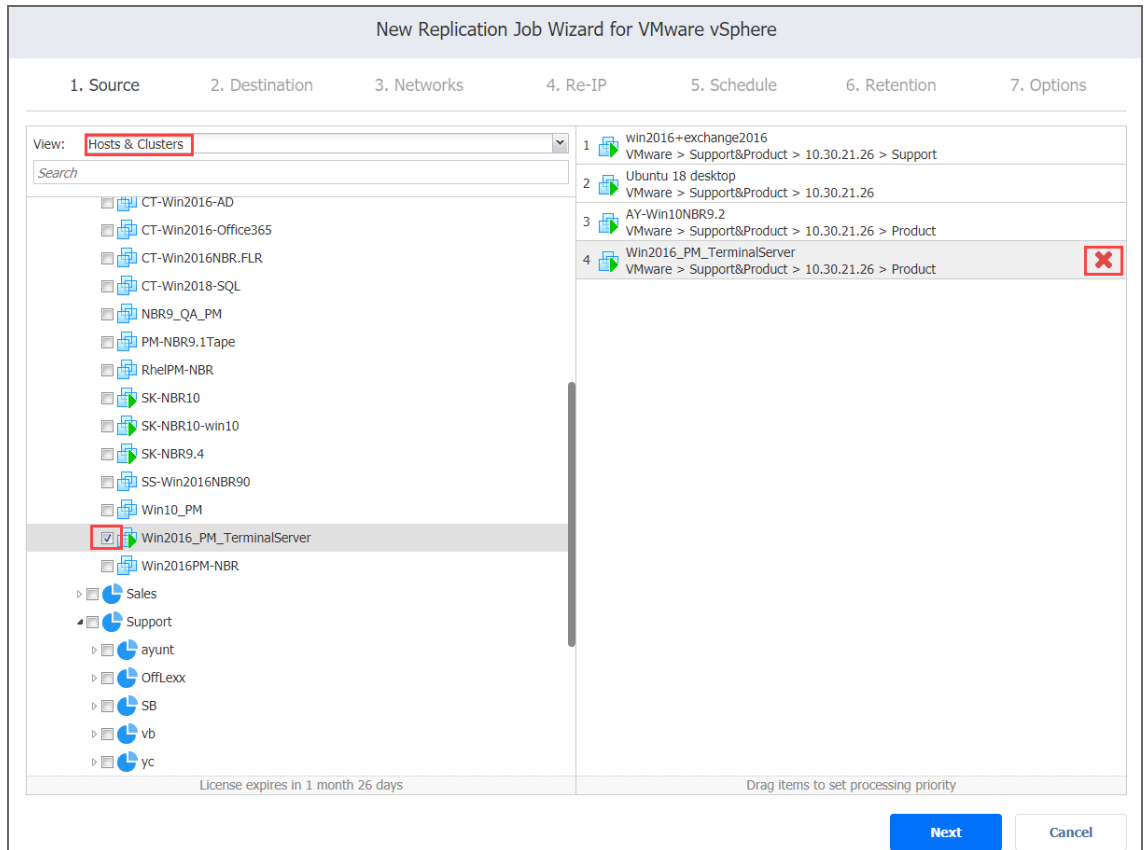 New Replication Job Wizard for VMware vSphere
1. Source 2. Destination 3. Networks 4. Re-IP 5. Schedule 6. Retention 7. Options
View: Hosts & Clusters
Search
CT-Win2016-AD
CT-Win2016-Office365
CT-Win2016NBR.FLR
CT-Win2018-SQL
NBR9_QA_PM
PM-NBR9.1Tape
RhelPM-NBR
SK-NBR10
SK-NBR10-win10
SK-NBR9.4
SS-Win2016NBR90
Win10_PM
Win2016_PM_TerminalServer
Win2016PM-NBR
Sales
Support
ayunt
OffLexx
SB
vb
yc
License expires in 1 month 26 days
1 win2016+exchange2016
VMware > Support&Product > 10.30.21.26 > Support
2 Ubuntu 18 desktop
VMware > Support&Product > 10.30.21.26
3 AY-Win10NBR9.2
VMware > Support&Product > 10.30.21.26 > Product
4 Win2016_PM_TerminalServer
VMware > Support&Product > 10.30.21.26 > Product
Drag items to set processing priority
Next Cancel